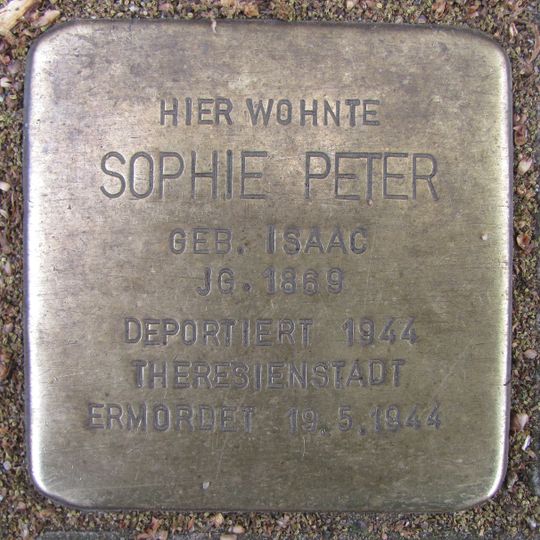 HIER WOHNTE
SOPHIE PETER
GEB. ISAAC
JG. 1869
DEPORTIERT 1944
THERESIENSTADT
ERMORDET 19.5.1944